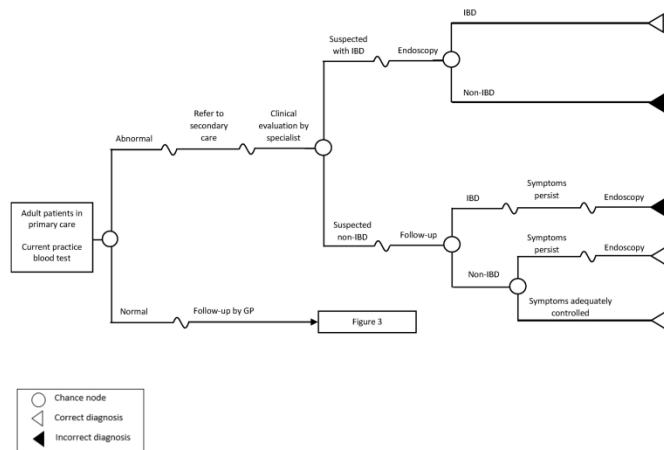 IBD
Suspected
with IBD
Endoscopy
Non-IBD
Abnormal
Refer to
secondary
care
Clinical
evaluation by
specialist
Adult patients in
primary care
Current practice
blood test
Suspected
non-IBD
Follow-up
IBD
Symptoms
persist
Endoscopy
Non-IBD
Symptoms
persist
Endoscopy
Symptoms adequately
controlled
Normal
Follow-up by GP
Figure 3
Chance node
Correct diagnosis
Incorrect diagnosis